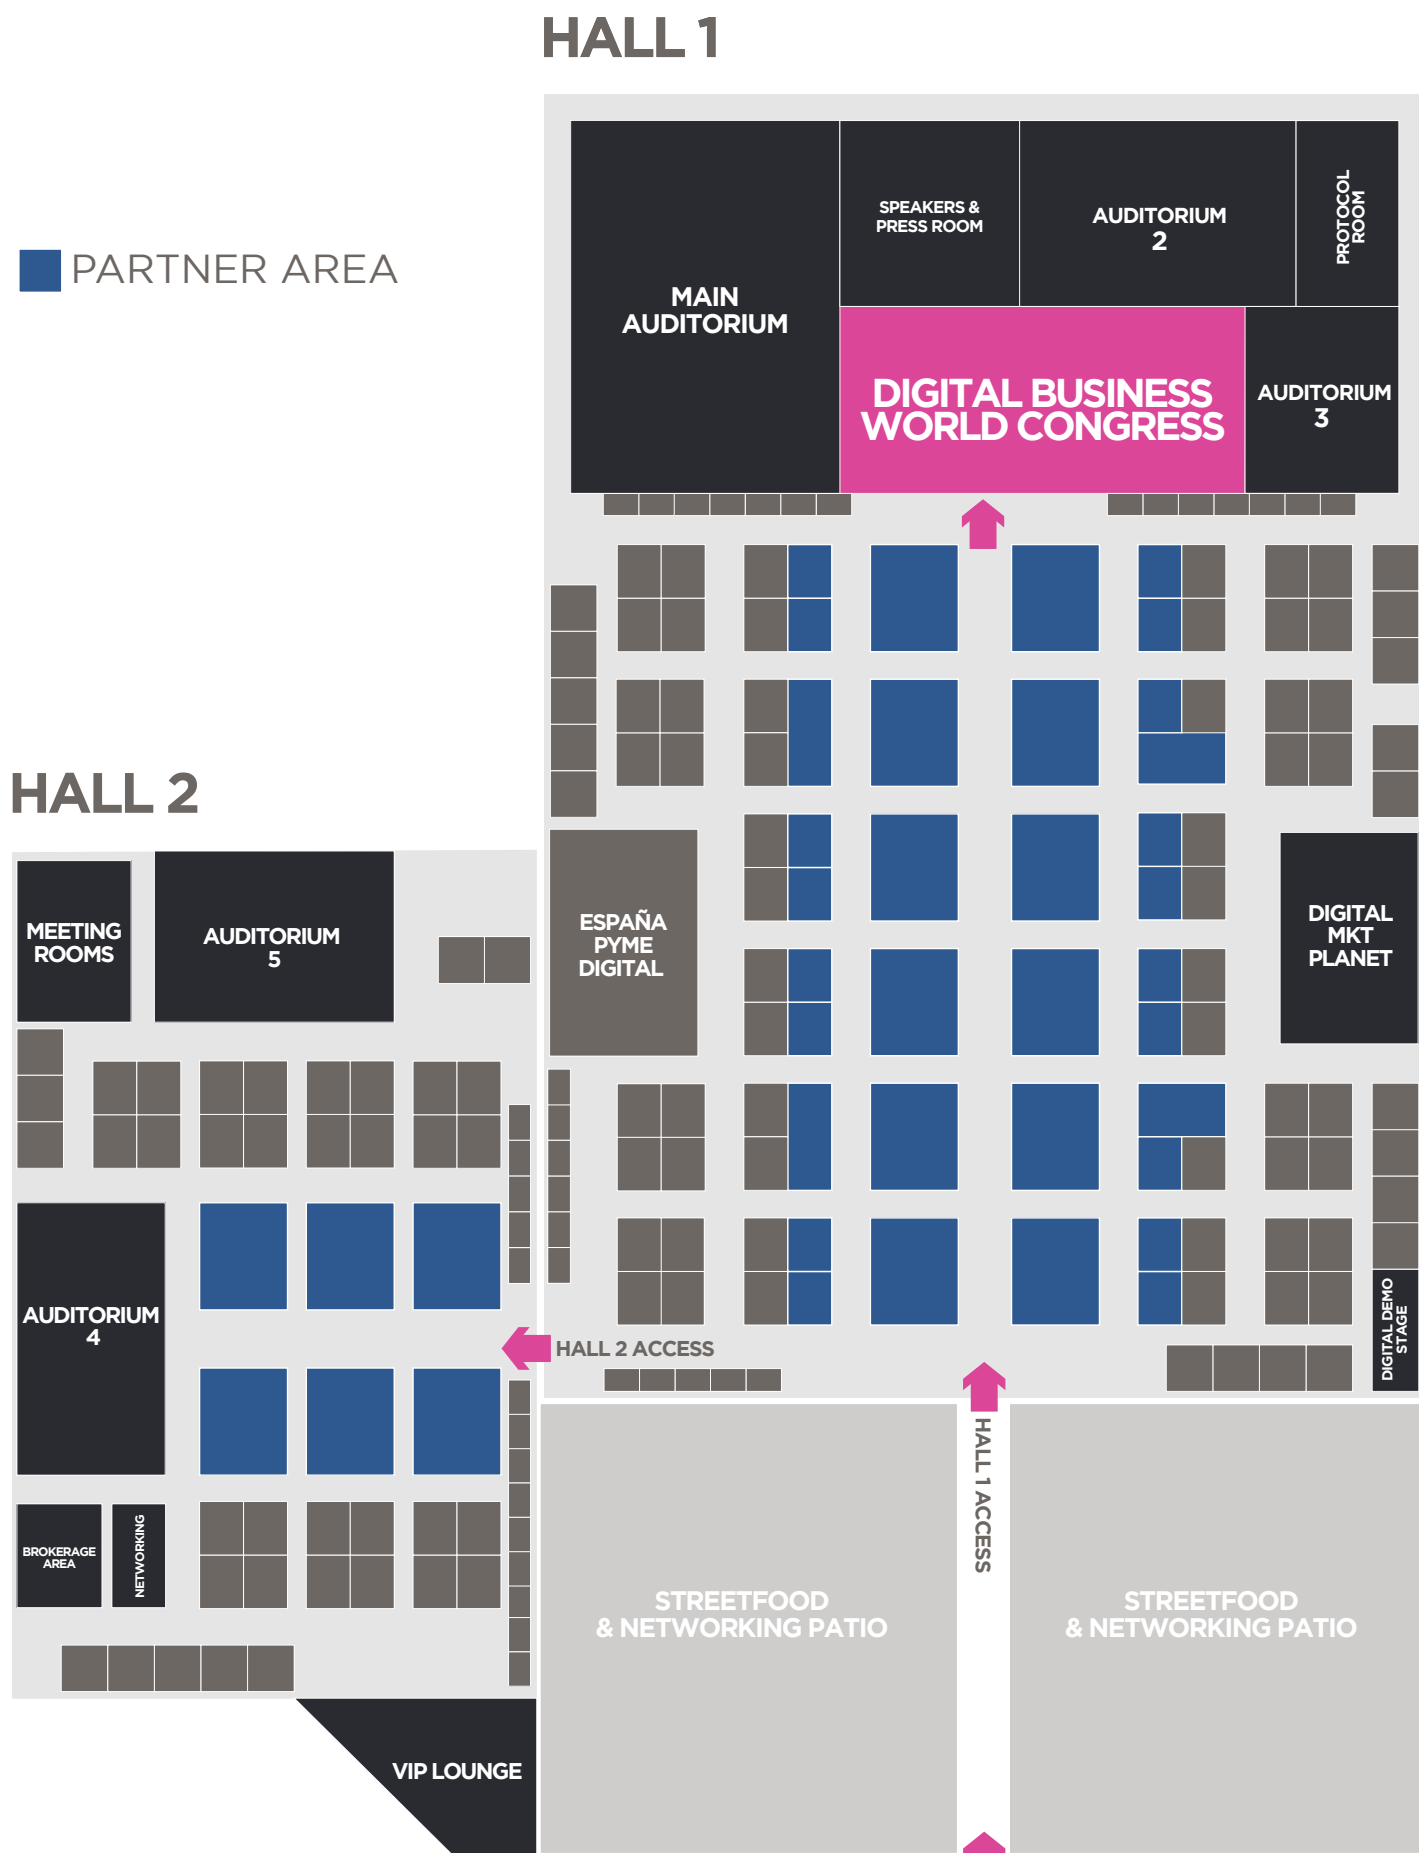 HALL 1
PARTNER AREA
MAIN
AUDITORIUM
SPEAKERS &
PRESS ROOM
AUDITORIUM
2
PROTOCOL
ROOM
DIGITAL BUSINESS
WORLD CONGRESS
AUDITORIUM
3
HALL 2
MEETING
ROOMS
AUDITORIUM
5
ESPAÑA
PYME
DIGITAL
DIGITAL
MKT
PLANET
AUDITORIUM
4
HALL 2 ACCESS
DIGITAL DEMO
STAGE
HALL 1 ACCESS
BROKERAGE
AREA
NETWORKING
STREETFOOD
& NETWORKING PATIO
STREETFOOD
& NETWORKING PATIO
VIP LOUNGE